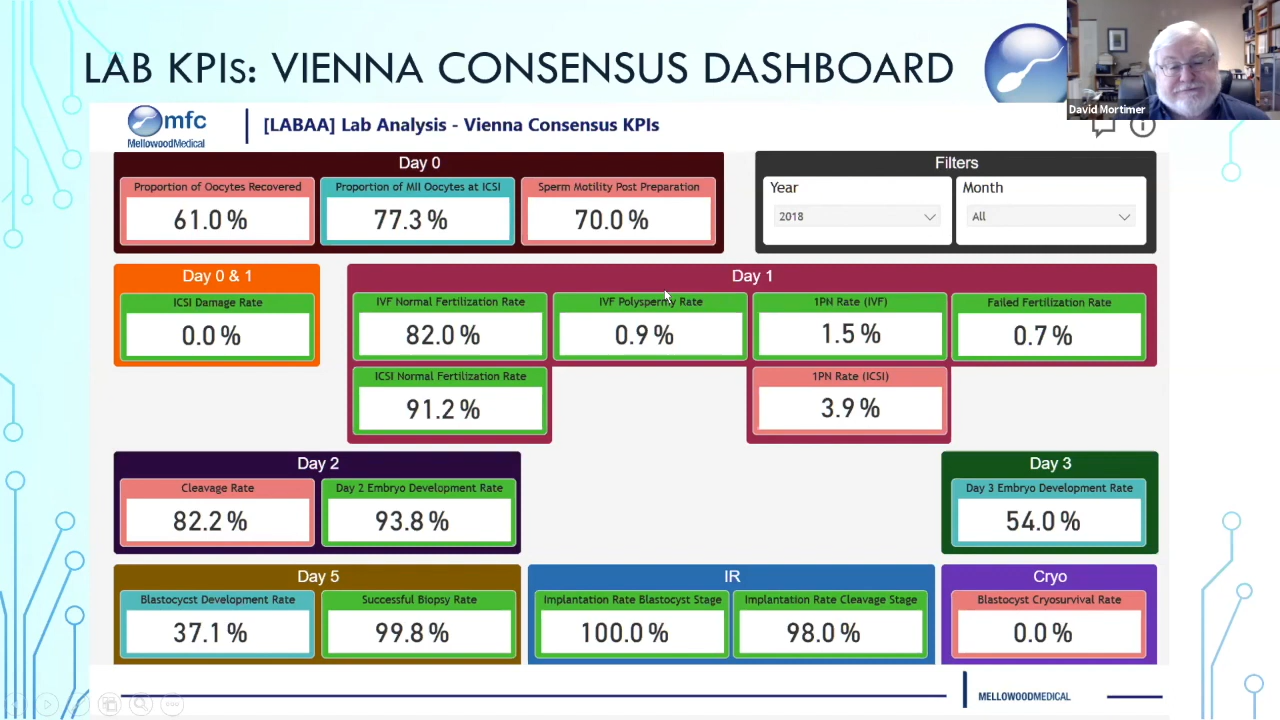 LAB KPIs: VIENNA CONSENSUS DASHBOARD
David Mortimer
mfc
MellowoodMedical
[LABAA] Lab Analysis - Vienna Consensus KPIs
Day 0
Proportion of Oocytes Recovered
61.0 %
Proportion of MII Oocytes at ICSI
77.3 %
Sperm Motility Post Preparation
70.0 %
Filters
Year
2018
Month
All
Day 0 & 1
ICSI Damage Rate
0.0 %
Day 1
IVF Normal Fertilization Rate
82.0 %
IVF Polyspermy Rate
0.9 %
1PN Rate (IVF)
1.5 %
Failed Fertilization Rate
0.7 %
ICSI Normal Fertilization Rate
91.2 %
1PN Rate (ICSI)
3.9 %
Day 2
Cleavage Rate
82.2 %
Day 2 Embryo Development Rate
93.8 %
Day 3
Day 3 Embryo Development Rate
54.0 %
Day 5
Blastocycst Development Rate
37.1 %
Successful Biopsy Rate
99.8 %
IR
Implantation Rate Blastocyst Stage
100.0 %
Implantation Rate Cleavage Stage
98.0 %
Cryo
Blastocyst Cryosurvival Rate
0.0 %
MELLOWOODMEDICAL